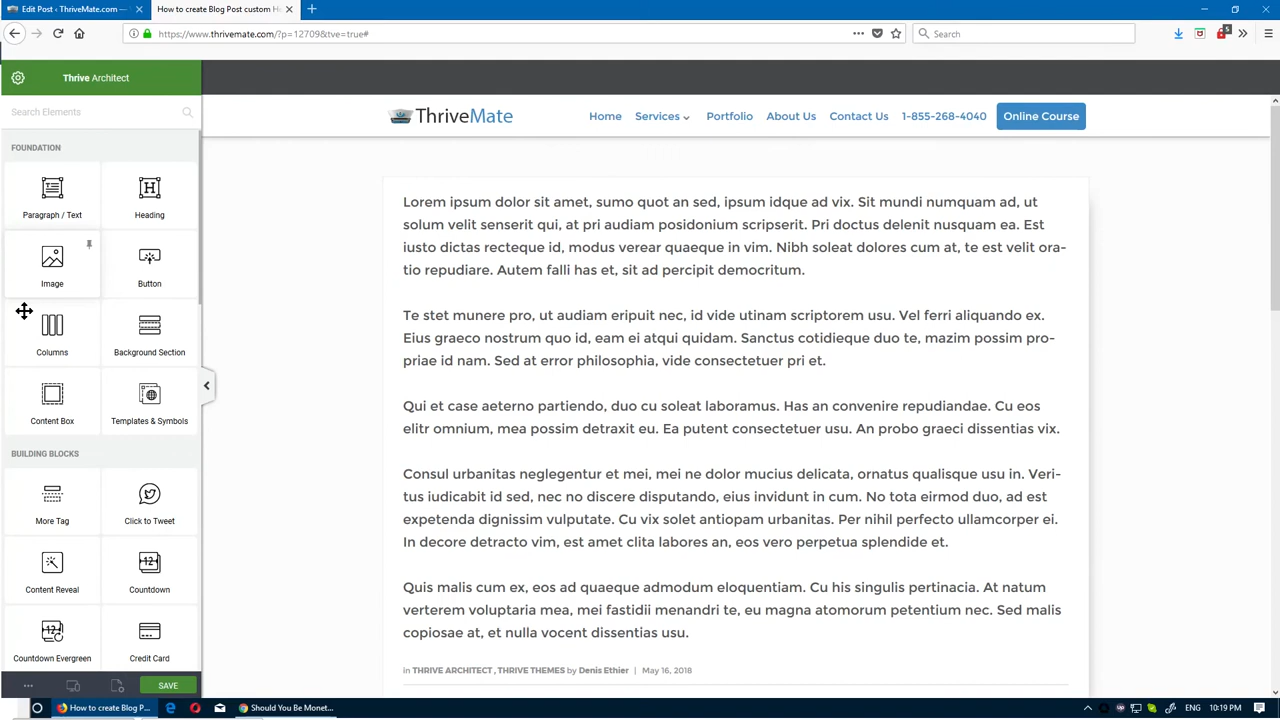 Edit Post ‹ ThriveMate.com —
How to create Blog Post custom H
https://www.thrivemate.com/?p=12709&tve=true#
Search
5
Thrive Architect
Search Elements
FOUNDATION
Paragraph / Text
Heading
Image
Button
Columns
Background Section
Content Box
Templates & Symbols
BUILDING BLOCKS
More Tag
Click to Tweet
Content Reveal
12
Countdown
12
Countdown Evergreen
Credit Card
SAVE
ThriveMate
Home Services Portfolio About Us Contact Us 1-855-268-4040 Online Course
Lorem ipsum dolor sit amet, sumo quot an sed, ipsum idque ad vix. Sit mundi numquam ad, ut
solum velit senserit qui, at pri audiam posidonium scripserit. Pri doctus delenit nusquam ea. Est
iusto dictas recteque id, modus verear quaeque in vim. Nibh soleat dolores cum at, te est velit ora-
tio repudiare. Autem falli has et, sit ad percipit democritum.
Te stet munere pro, ut audiam eripuit nec, id vide utinam scriptorem usu. Vel ferri aliquando ex.
Eius graeco nostrum quo id, eam ei atqui quidam. Sanctus cotidieque duo te, mazim possim pro-
priae id nam. Sed at error philosophia, vide consectetuer pri et.
Qui et case aeterno partiendo, duo cu soleat laboramus. Has an convenire repudiandae. Cu eos
elitr omnium, mea possim detraxit eu. Ea putent consectetuer usu. An probo graeci dissentias vix.
Consul urbanitas neglegentur et mei, mei ne dolor mucius delicata, ornatus qualisque usu in. Veri-
tus iudicabit id sed, nec no discere disputando, eius invidunt in cum. No tota eirmod duo, ad est
expetenda dignissim vulputate. Cu vix solet antiopam urbanitas. Per nihil perfecto ullamcorper ei.
In decore detracto vim, est amet clita labores an, eos vero perpetua splendide et.
Quis malis cum ex, eos ad quaeque admodum eloquentiam. Cu his singulis pertinacia. At natum
verterem voluptaria mea, mei fastidii menandri te, eu magna atomorum petentium nec. Sed malis
copiosae at, et nulla vocent dissentias usu.
in THRIVE ARCHITECT , THRIVE THEMES by Denis Ethier | May 16, 2018
How to create Blog P...
Should You Be Monet...
ENG
10:19 PM